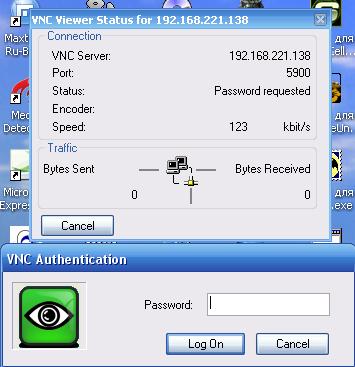 VNC Viewer Status for 192.168.221.138
Maxt
Ru-B
для
Cell...
Connection
VNC Server: 192.168.221.138
Port: 5900
Status: Password requested
Encoder:
Speed: 123 kbit/s
Med
Detec
для
eUn.
Traffic
Bytes Sent Bytes Received
0 0
Micro
Expres
для
.exe
Cancel
VNC Authentication
Password:
Log On Cancel